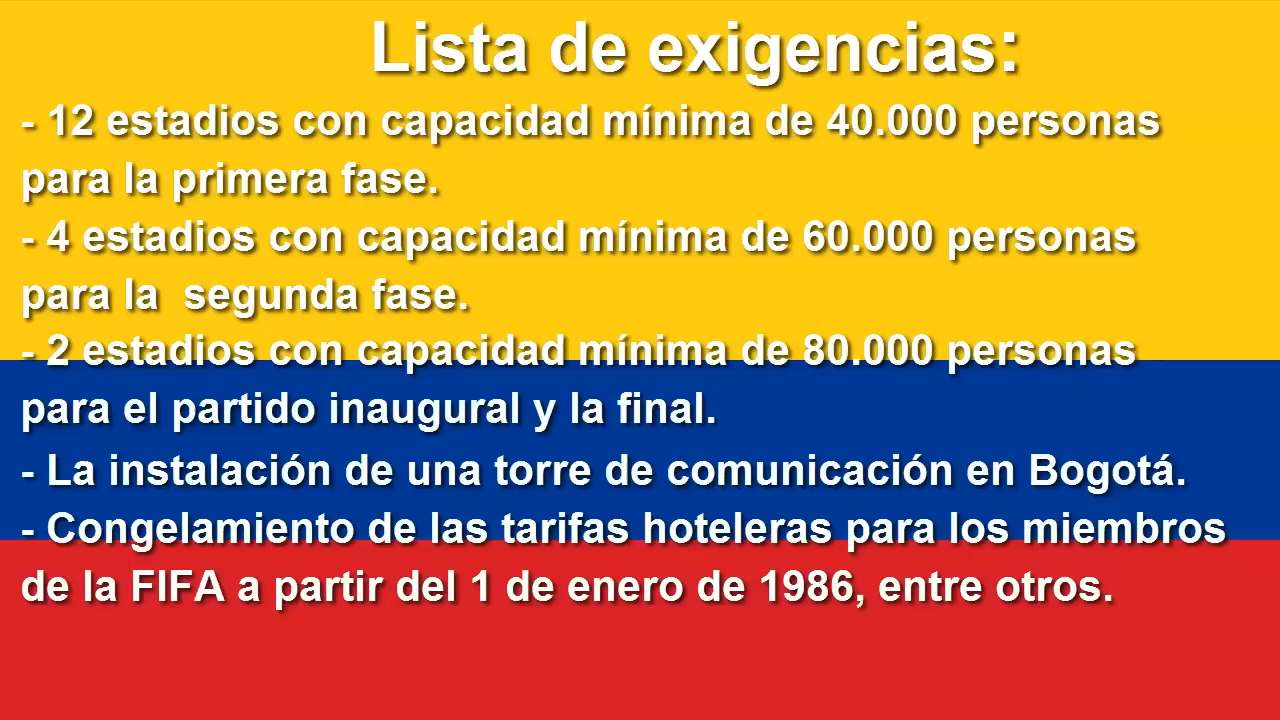 Lista de exigencias:
- 12 estadios con capacidad mínima de 40.000 personas
para la primera fase.
- 4 estadios con capacidad mínima de 60.000 personas
para la  segunda fase.
- 2 estadios con capacidad mínima de 80.000 personas
para el partido inaugural y la final.
- La instalación de una torre de comunicación en Bogotá.
- Congelamiento de las tarifas hoteleras para los miembros
de la FIFA a partir del 1 de enero de 1986, entre otros.